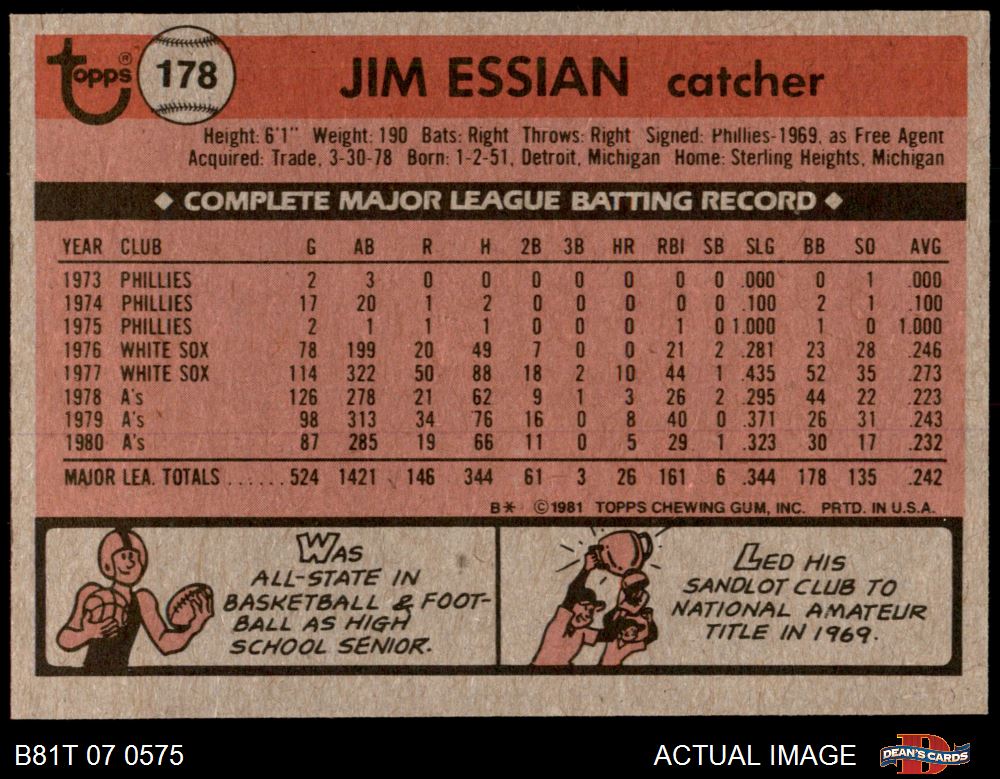 Topps® 178 JIM ESSIAN catcher
Height: 6'1" Weight: 190 Bats: Right Throws: Right Signed: Phillies-1969, as Free Agent
Acquired: Trade, 3-30-78 Born: 1-2-51, Detroit, Michigan Home: Sterling Heights, Michigan
◆ COMPLETE MAJOR LEAGUE BATTING RECORD ◆
YEAR CLUB G AB R H 2B 3B HR RBI SB SLG BB SO AVG
1973 PHILLIES 2 3 0 0 0 0 0 0 0 .000 0 1 .000
1974 PHILLIES 17 20 1 2 0 0 0 0 0 .100 2 1 .100
1975 PHILLIES 2 1 1 1 0 0 0 1 0 1.000 1 0 1.000
1976 WHITE SOX 78 199 20 49 7 0 0 21 2 .281 23 28 .246
1977 WHITE SOX 114 322 50 88 18 2 10 44 1 .435 52 35 .273
1978 A's 126 278 21 62 9 1 3 26 2 .295 44 22 .223
1979 A's 98 313 34 76 16 0 8 40 0 .371 26 31 .243
1980 A's 87 285 19 66 11 0 5 29 1 .323 30 17 .232
MAJOR LEA. TOTALS ......524 1421 146 344 61 3 26 161 6 .344 178 135 .242
B* ©1981 TOPPS CHEWING GUM, INC. PRTD. IN U.S.A.
WAS
ALL-STATE IN
BASKETBALL & FOOT-
BALL AS HIGH
SCHOOL SENIOR.
LED HIS
SANDLOT CLUB TO
NATIONAL AMATEUR
TITLE IN 1969.
B81T 07 0575 ACTUAL IMAGE DEAN'S CARDS